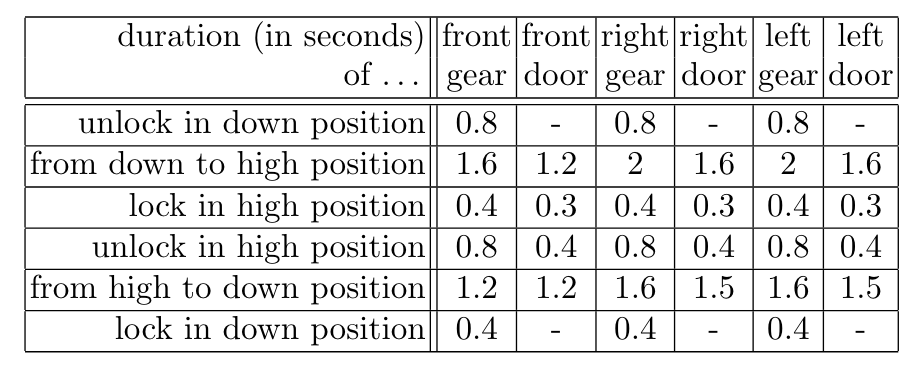 duration (in seconds) front front right right left left
of ... gear door gear door gear door
unlock in down position 0.8 - 0.8 - 0.8 -
from down to high position 1.6 1.2 2 1.6 2 1.6
lock in high position 0.4 0.3 0.4 0.3 0.4 0.3
unlock in high position 0.8 0.4 0.8 0.4 0.8 0.4
from high to down position 1.2 1.2 1.6 1.5 1.6 1.5
lock in down position 0.4 - 0.4 - 0.4 -